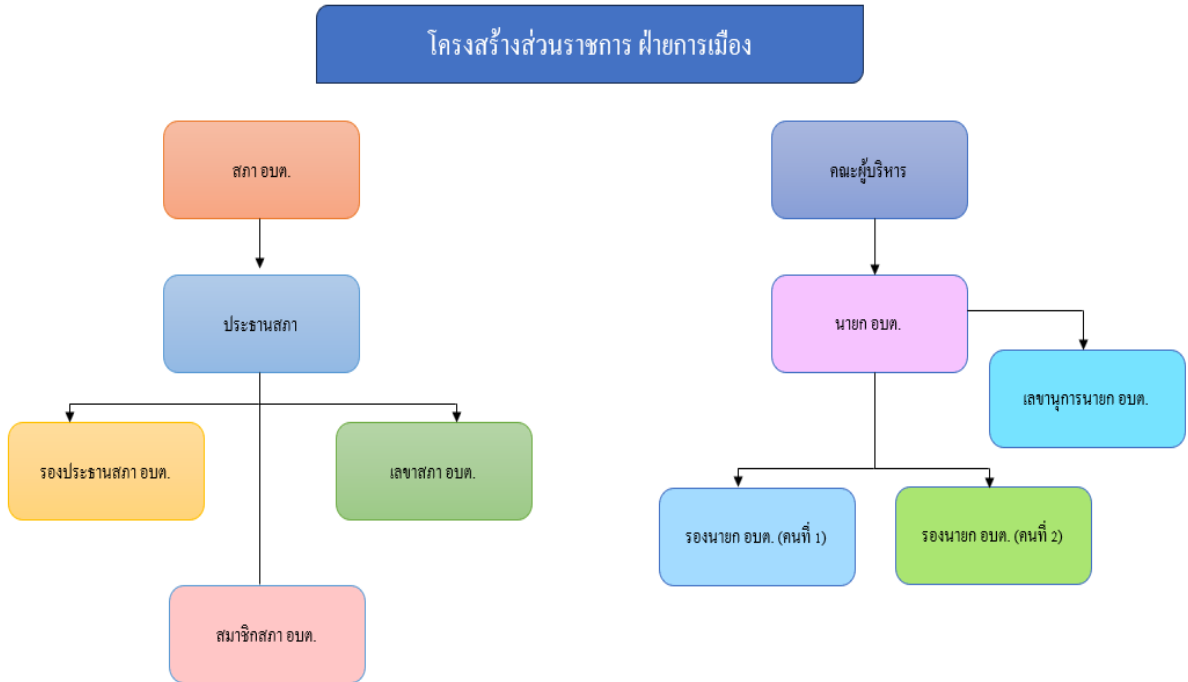 โครงสร้างส่วนราชการ ฝ่ายการเมือง
สภา อบต.
ประธานสภา
รองประธานสภา อบต.
เลขาสภา อบต.
สมาชิกสภา อบต.
คณะผู้บริหาร
นายก อบต.
เลขานุการนายก อบต.
รองนายก อบต. (คนที่ 1)
รองนายก อบต. (คนที่ 2)